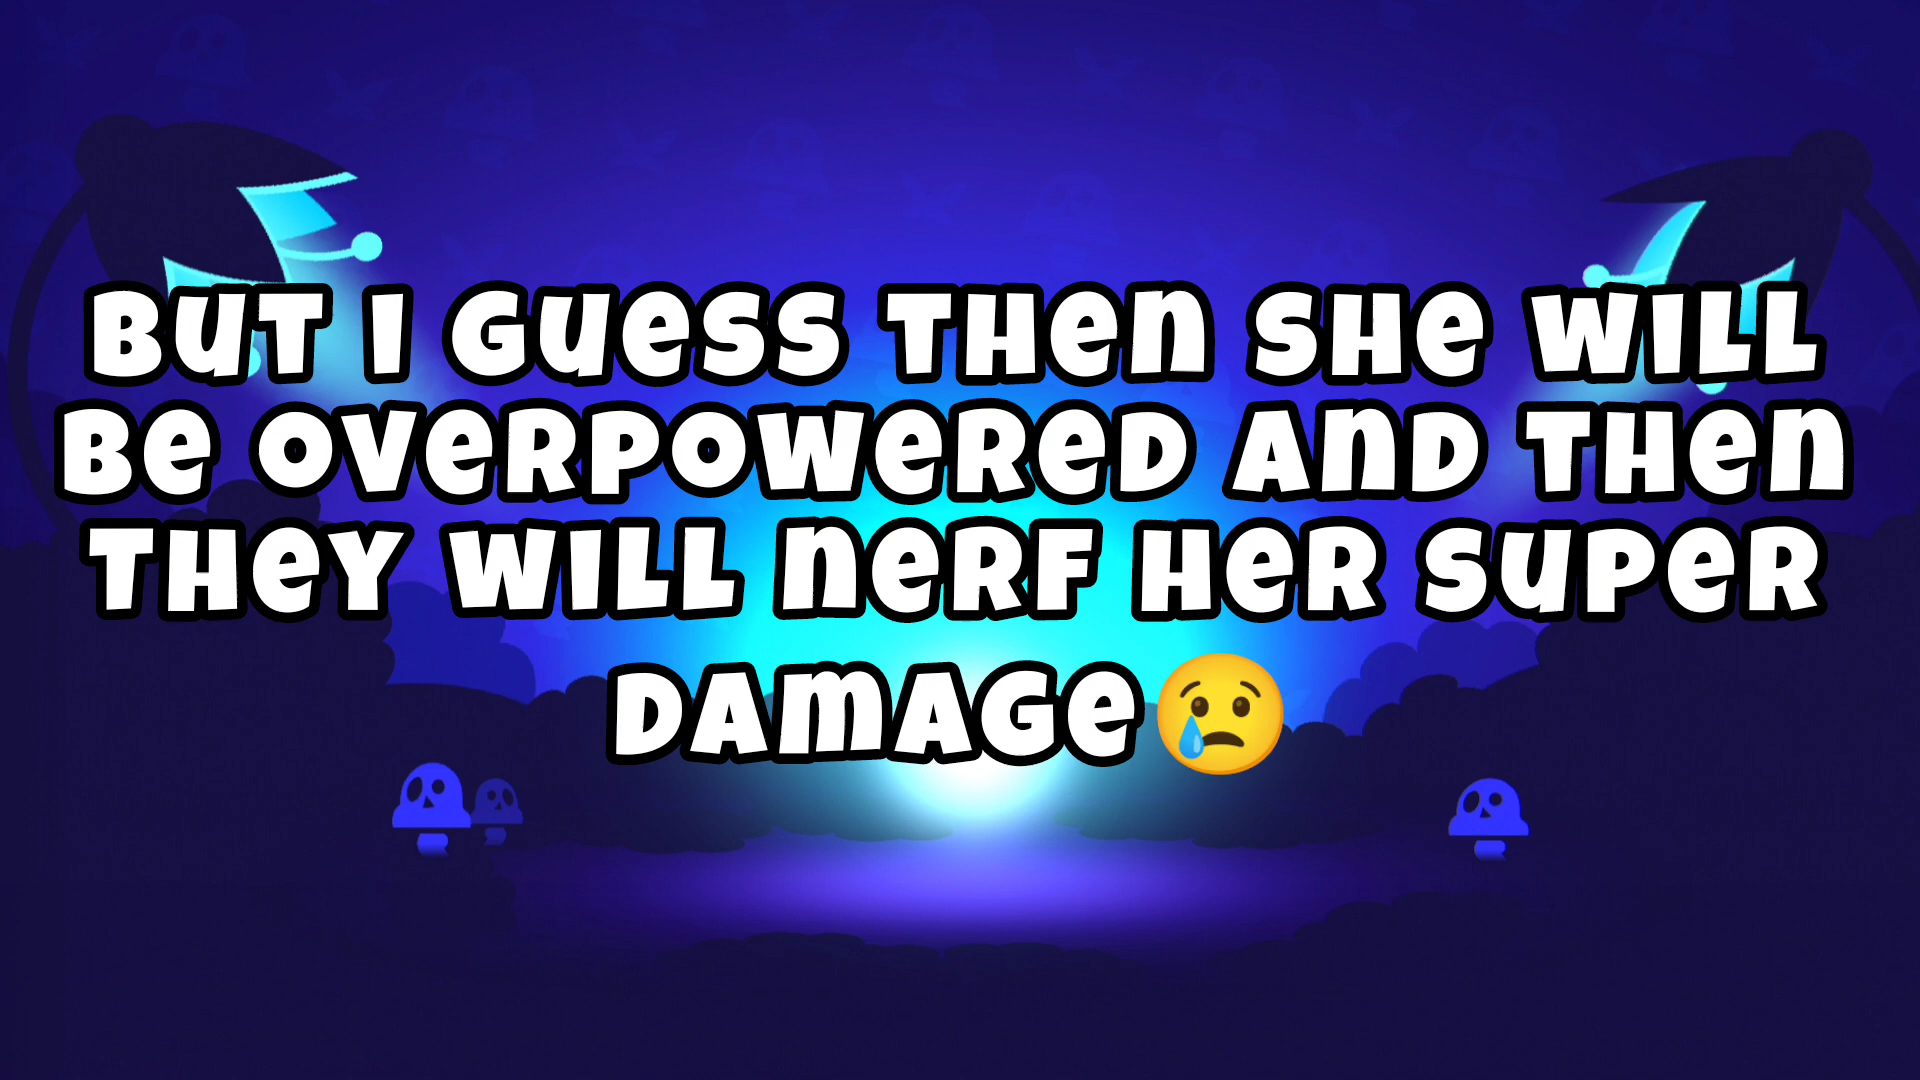 BUT I GUESS THEN SHE WILL
BE OVERPOWERED AND THEN
THEY WILL NERF HER SUPER
DAMAGE😢